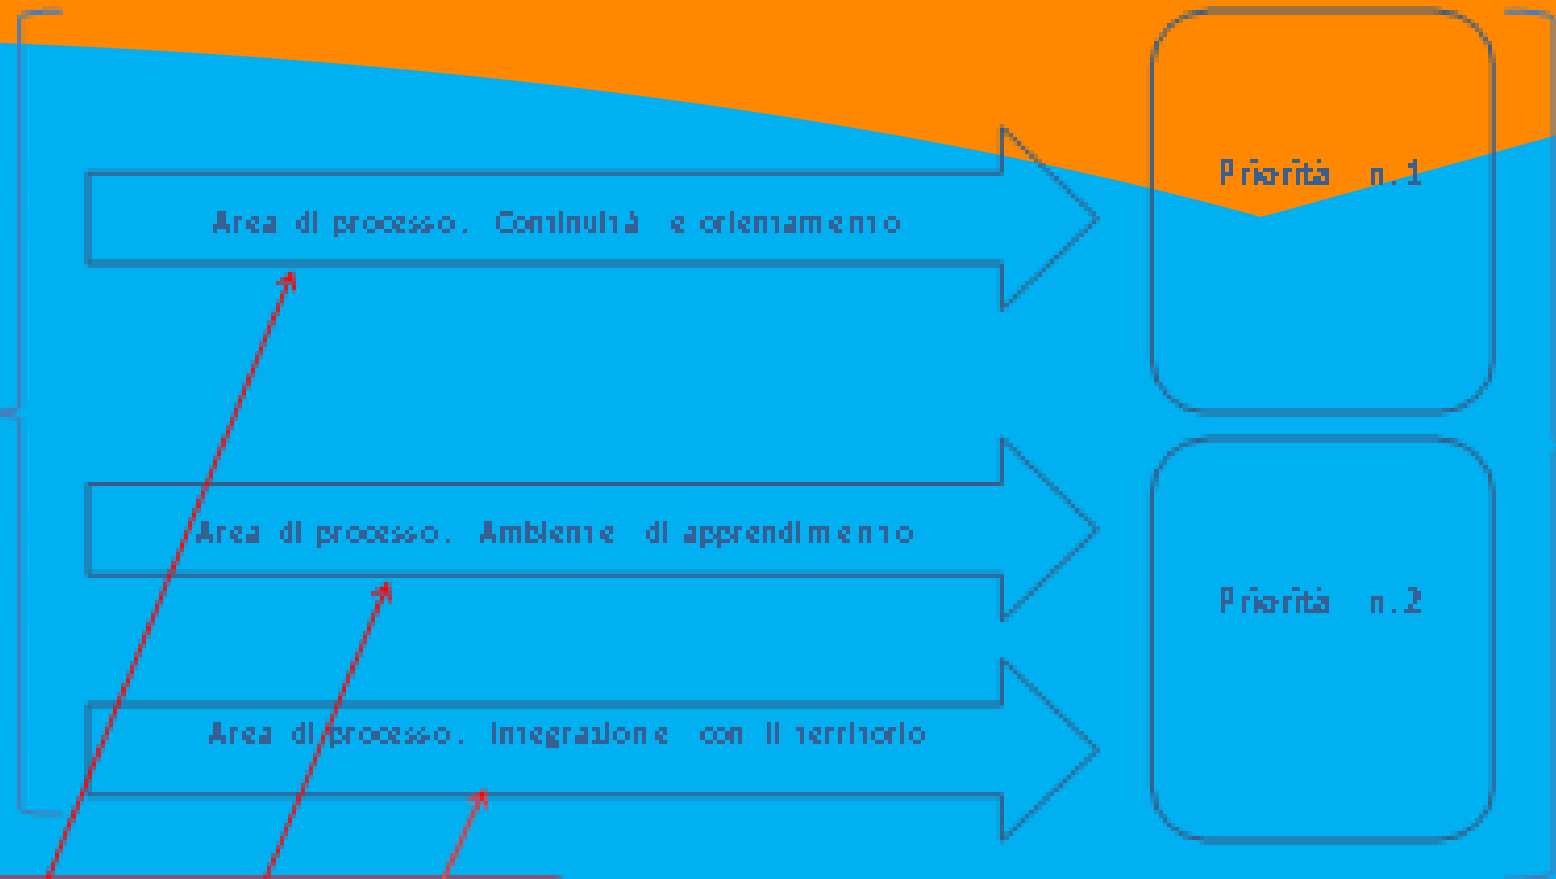 Priorità n.1
Area di processo. Continuità e orientamento
Area di processo. Ambiente di apprendimento
Priorità n.2
Area di processo. Integrazione con il territorio